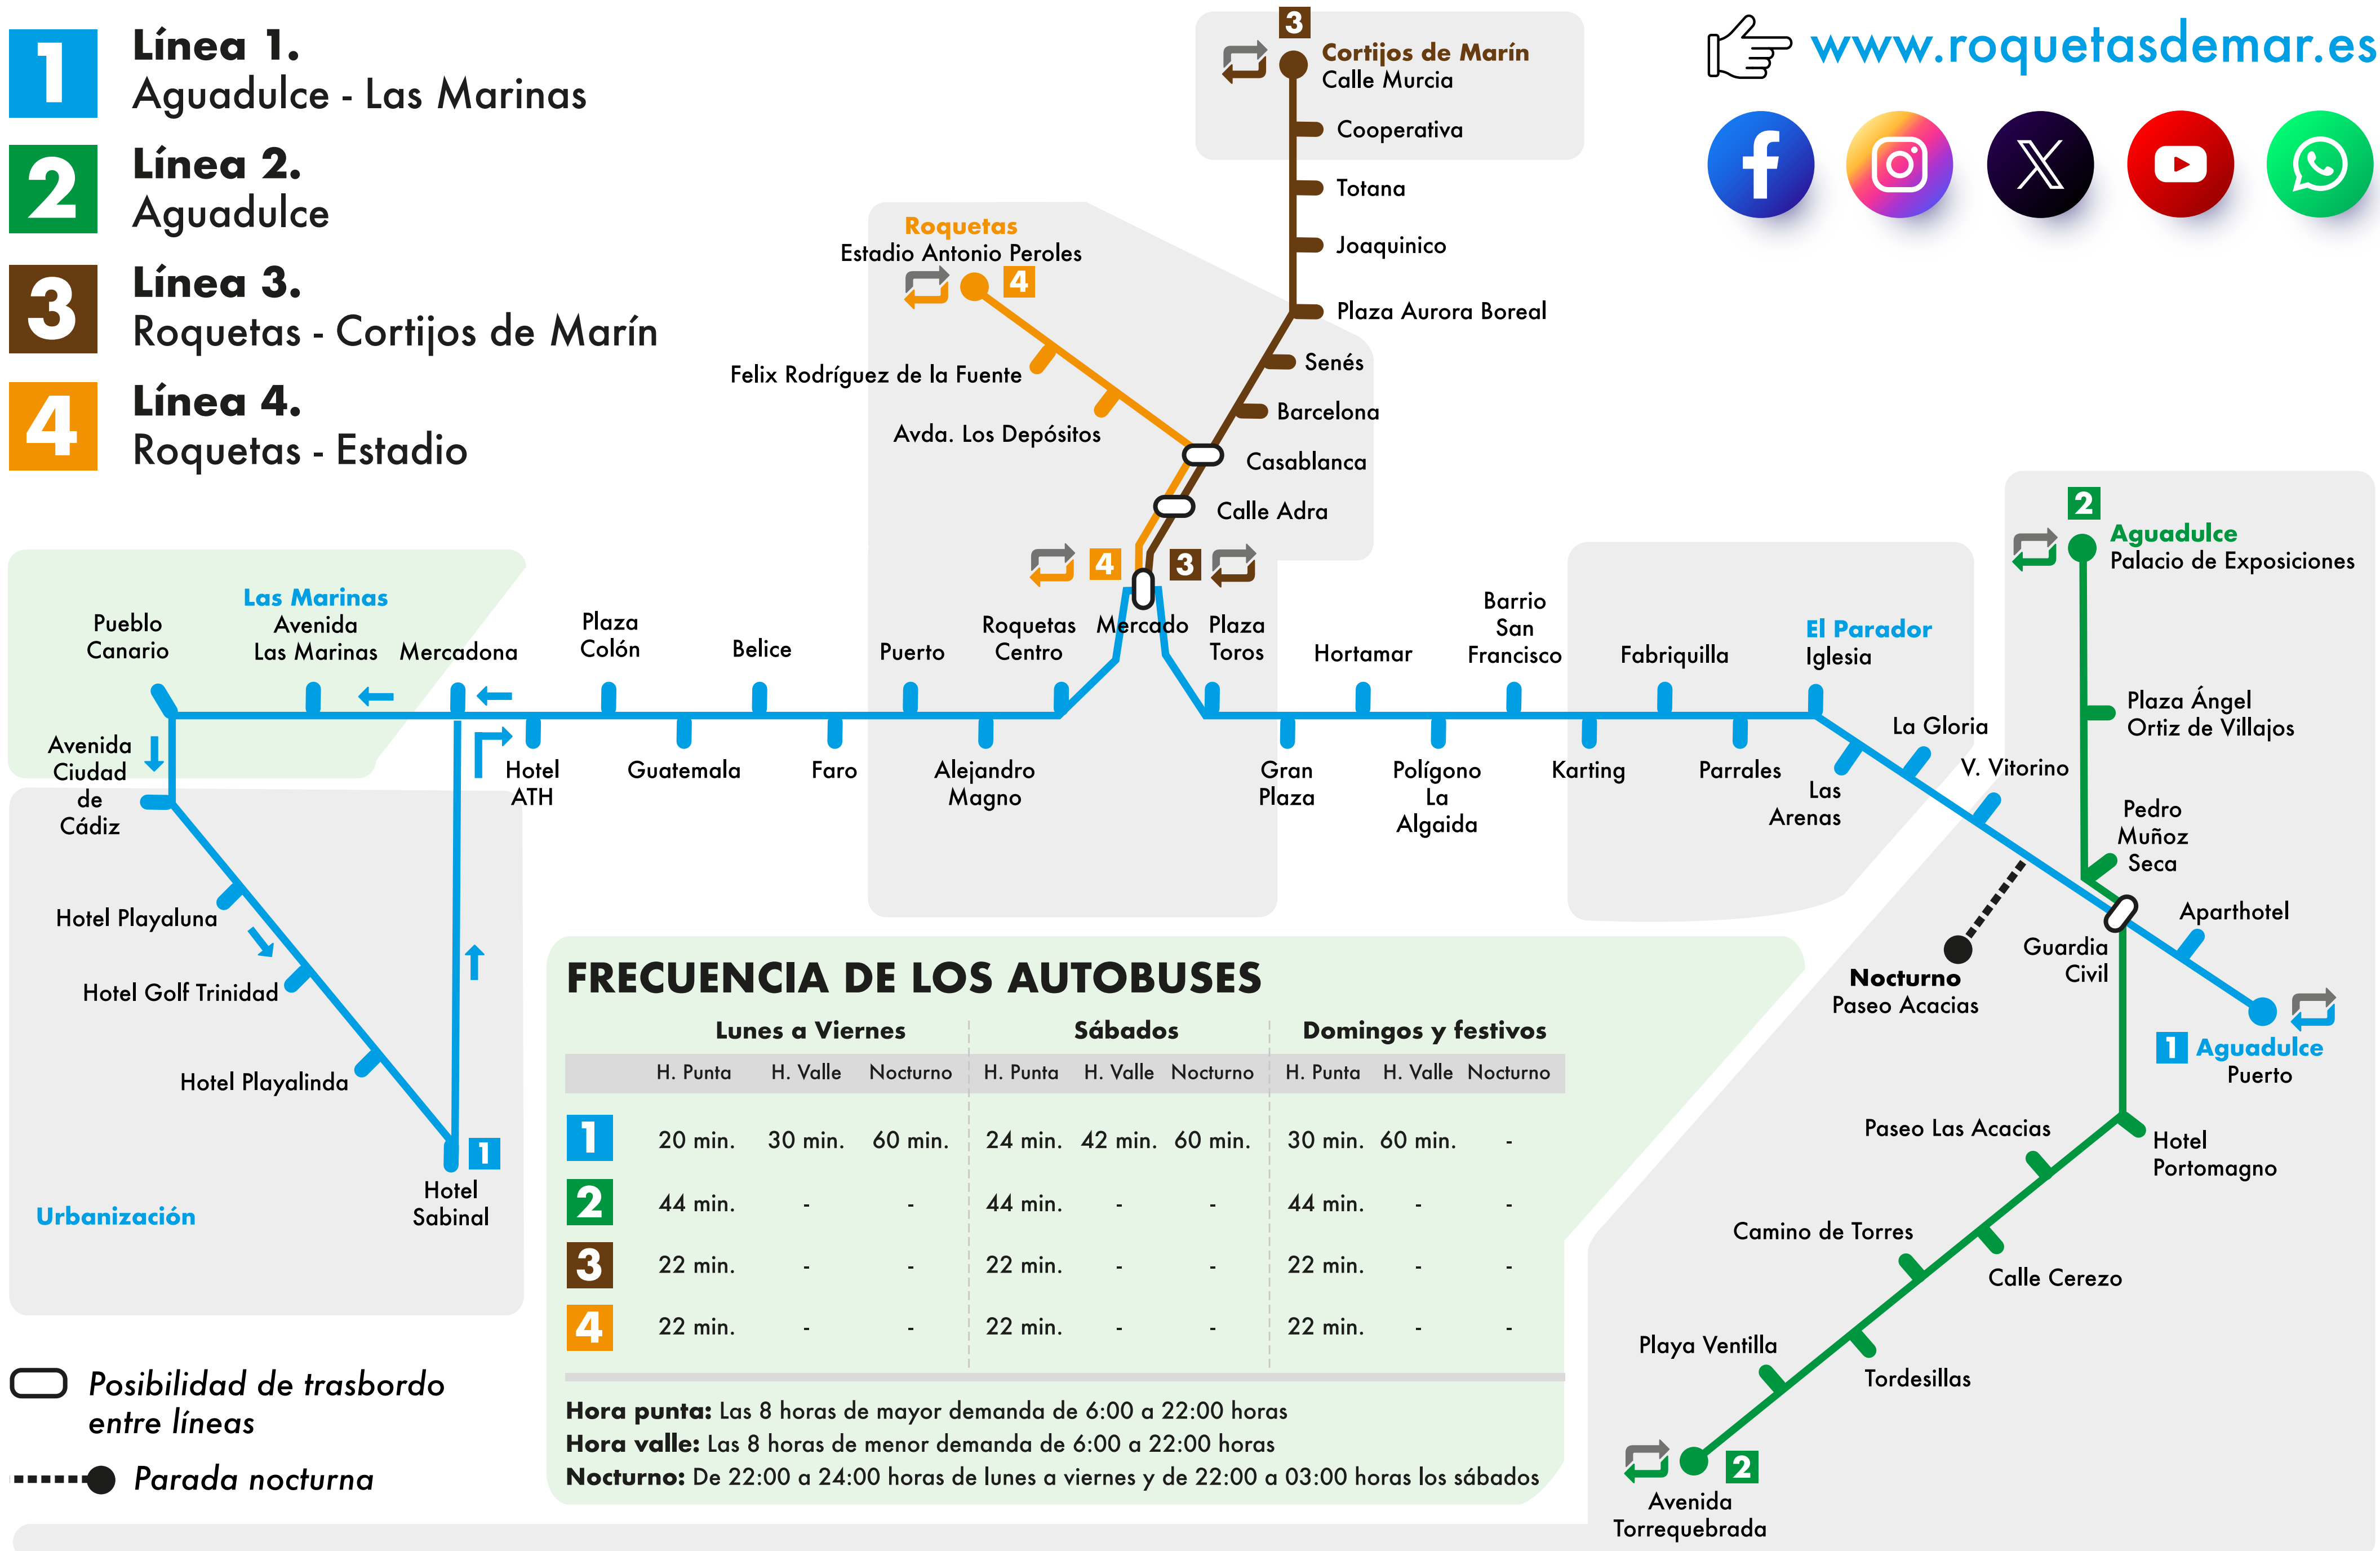 1
Línea 1.
Aguadulce - Las Marinas
2
Línea 2.
Aguadulce
3
Línea 3.
Roquetas - Cortijos de Marín
4
Línea 4.
Roquetas - Estadio
www.roquetasdemar.es
3
Cortijos de Marín
Calle Murcia
Cooperativa
Totana
Joaquinico
Plaza Aurora Boreal
Senés
Barcelona
Casablanca
Calle Adra
Roquetas
Estadio Antonio Peroles
4
Felix Rodríguez de la Fuente
Avda. Los Depósitos
4
3
Mercado
Pueblo
Canario
Las Marinas
Avenida
Las Marinas
Mercadona
Plaza
Colón
Belice
Puerto
Roquetas
Centro
Plaza
Toros
Hortamar
Barrio
San
Francisco
Fabriquilla
El Parador
Iglesia
Avenida
Ciudad
de
Cádiz
Hotel
ATH
Guatemala
Faro
Alejandro
Magno
Gran
Plaza
Polígono
La
Algaida
Karting
Parrales
Las
Arenas
La Gloria
V. Vitorino
2
Aguadulce
Palacio de Exposiciones
Plaza Ángel
Ortiz de Villajos
Pedro
Muñoz
Seca
Guardia
Civil
Aparthotel
1 Aguadulce
Puerto
Nocturno
Paseo Acacias
Hotel
Portomagno
Paseo Las Acacias
Calle Cerezo
Camino de Torres
Tordesillas
Playa Ventilla
2
Avenida
Torrequebrada
Hotel Playaluna
Hotel Golf Trinidad
Hotel Playalinda
1
Hotel
Sabinal
Urbanización
FRECUENCIA DE LOS AUTOBUSES
Lunes a Viernes Sábados Domingos y festivos
H. Punta H. Valle Nocturno H. Punta H. Valle Nocturno H. Punta H. Valle Nocturno
1 20 min. 30 min. 60 min. 24 min. 42 min. 60 min. 30 min. 60 min. -
2 44 min. - - 44 min. - - 44 min. - -
3 22 min. - - 22 min. - - 22 min. - -
4 22 min. - - 22 min. - - 22 min. - -
Hora punta: Las 8 horas de mayor demanda de 6:00 a 22:00 horas
Hora valle: Las 8 horas de menor demanda de 6:00 a 22:00 horas
Nocturno: De 22:00 a 24:00 horas de lunes a viernes y de 22:00 a 03:00 horas los sábados
Posibilidad de trasbordo
entre líneas
Parada nocturna